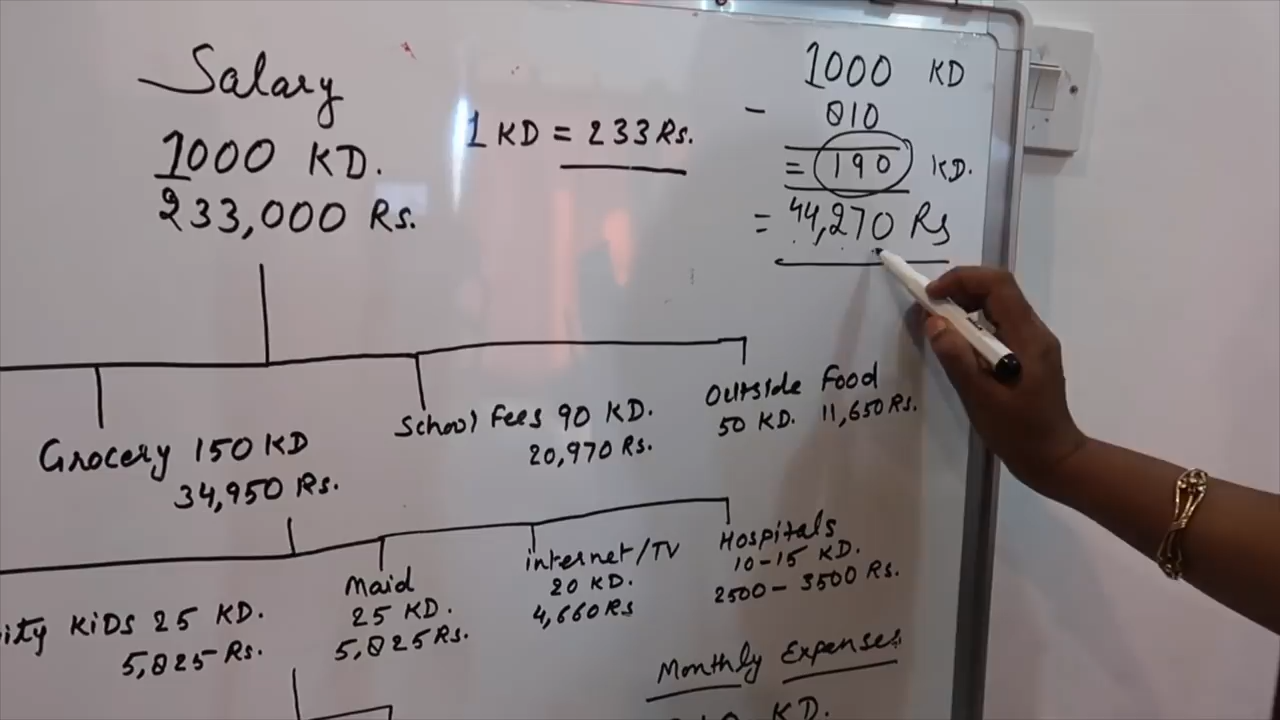 Salary
1000 KD.
233,000 Rs.
1 KD = 233 Rs.
1000 KD
- 810
= 190 KD.
= 44,270 Rs
Grocery 150 KD
34,950 Rs.
School Fees 90 KD.
20,970 Rs.
Outside Food
50 KD. 11,650 Rs.
ity KiDS 25 KD.
5,825 Rs.
Maid
25 KD.
5,825 Rs.
internet/TV
20 KD.
4,660 Rs
Hospitals
10-15 KD.
2500 - 3500 Rs.
Monthly Expenses
KD.